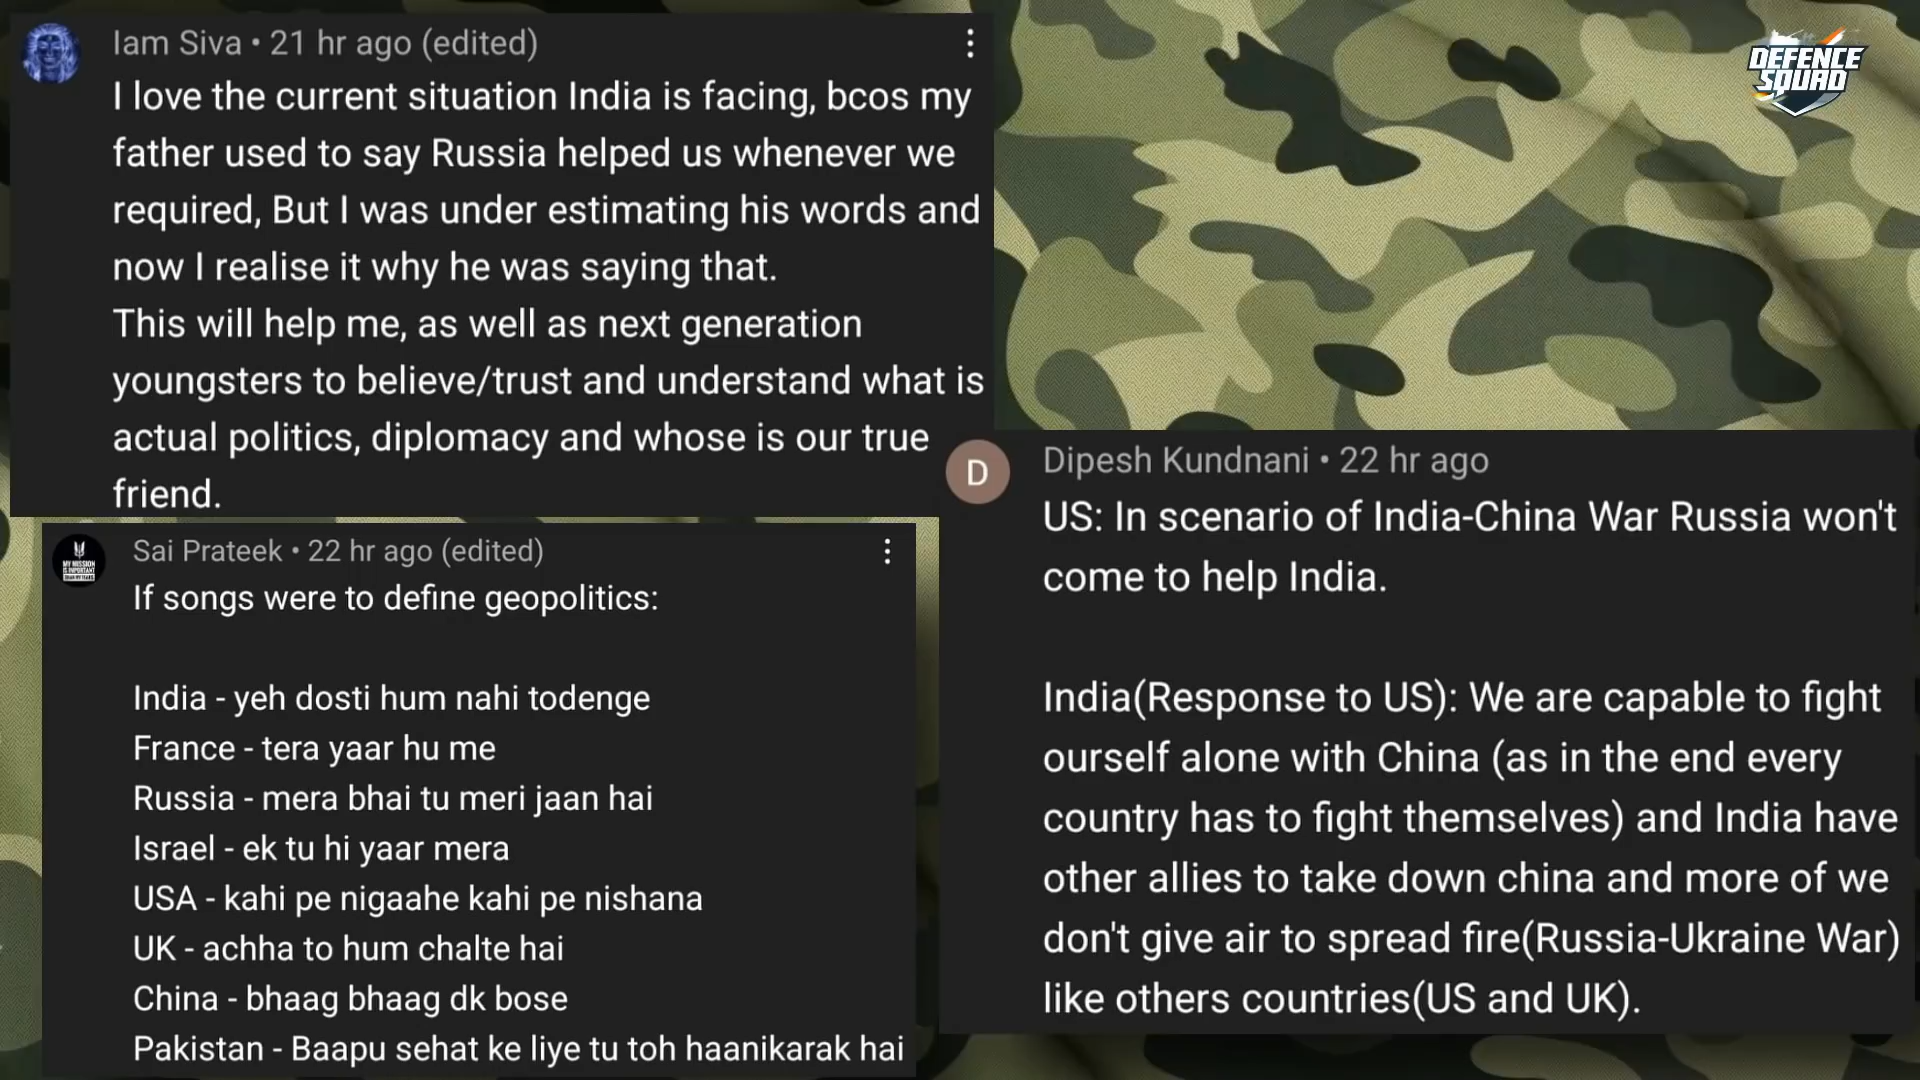 Iam Siva • 21 hr ago (edited)
I love the current situation India is facing, bcos my
father used to say Russia helped us whenever we
required, But I was under estimating his words and
now I realise it why he was saying that.
This will help me, as well as next generation
youngsters to believe/trust and understand what is
actual politics, diplomacy and whose is our true
friend.
DEFENCE
SQUAD
Sai Prateek • 22 hr ago (edited)
If songs were to define geopolitics:
India - yeh dosti hum nahi todenge
France - tera yaar hu me
Russia - mera bhai tu meri jaan hai
Israel - ek tu hi yaar mera
USA - kahi pe nigaahe kahi pe nishana
UK - achha to hum chalte hai
China - bhaag bhaag dk bose
Pakistan - Baapu sehat ke liye tu toh haanikarak hai
D
Dipesh Kundnani • 22 hr ago
US: In scenario of India-China War Russia won't
come to help India.
India(Response to US): We are capable to fight
ourself alone with China (as in the end every
country has to fight themselves) and India have
other allies to take down china and more of we
don't give air to spread fire(Russia-Ukraine War)
like others countries(US and UK).